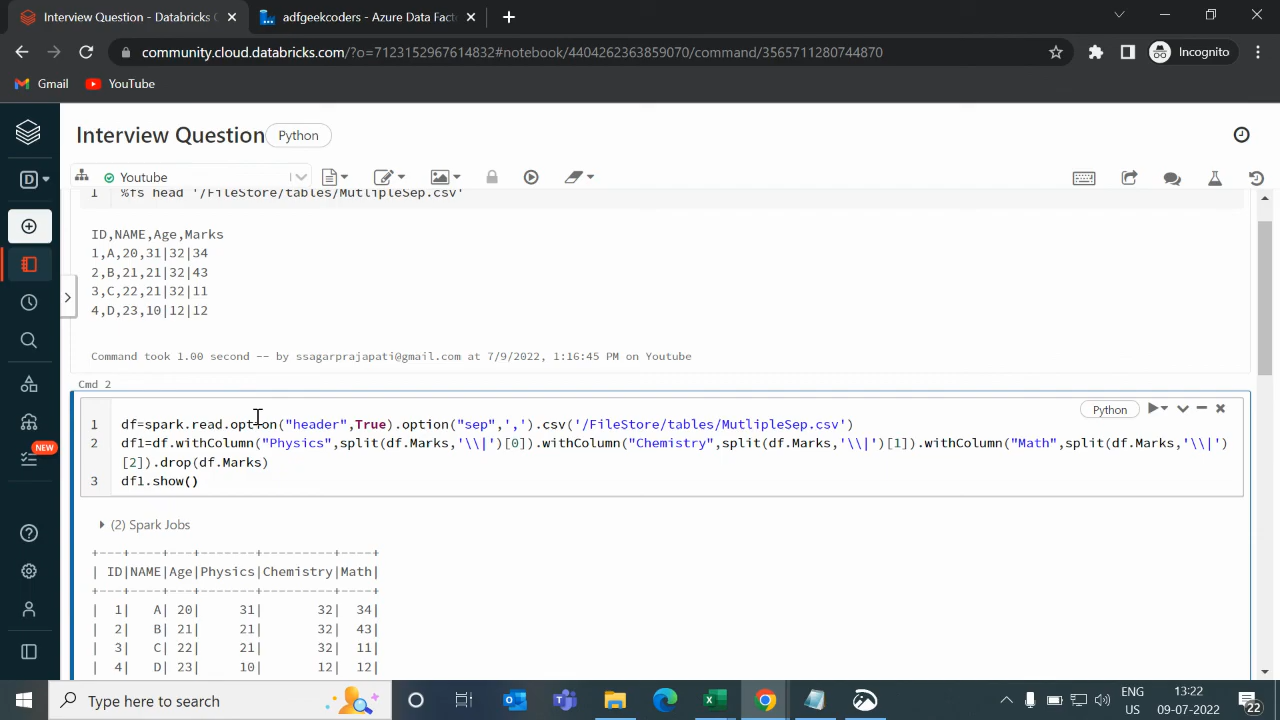 Interview Question - Databricks C
adfgeekcoders - Azure Data Fact
community.cloud.databricks.com/?o=7123152967614832#notebook/4404262363859070/command/3565711280744870
Incognito
Gmail
YouTube
Interview Question
Python
D
Youtube
1 %fs head '/FileStore/tables/MutlipleSep.csv'
ID,NAME,Age,Marks
1,A,20,31|32|34
2,B,21,21|32|43
3,C,22,21|32|11
4,D,23,10|12|12
Command took 1.00 second -- by ssagarprajapati@gmail.com at 7/9/2022, 1:16:45 PM on Youtube
Cmd 2
Python
1 df=spark.read.option("header",True).option("sep",',').csv('/FileStore/tables/MutlipleSep.csv')
2 df1=df.withColumn("Physics",split(df.Marks,'\\|')[0]).withColumn("Chemistry",split(df.Marks,'\\|')[1]).withColumn("Math",split(df.Marks,'\\|')
[2]).drop(df.Marks)
3 df1.show()
NEW
(2) Spark Jobs
+---+----+---+-------+---------+----+
| ID|NAME|Age|Physics|Chemistry|Math|
+---+----+---+-------+---------+----+
|  1|   A| 20|     31|       32|  34|
|  2|   B| 21|     21|       32|  43|
|  3|   C| 22|     21|       32|  11|
|  4|   D| 23|     10|       12|  12|
Type here to search
ENG
US
13:22
09-07-2022
22